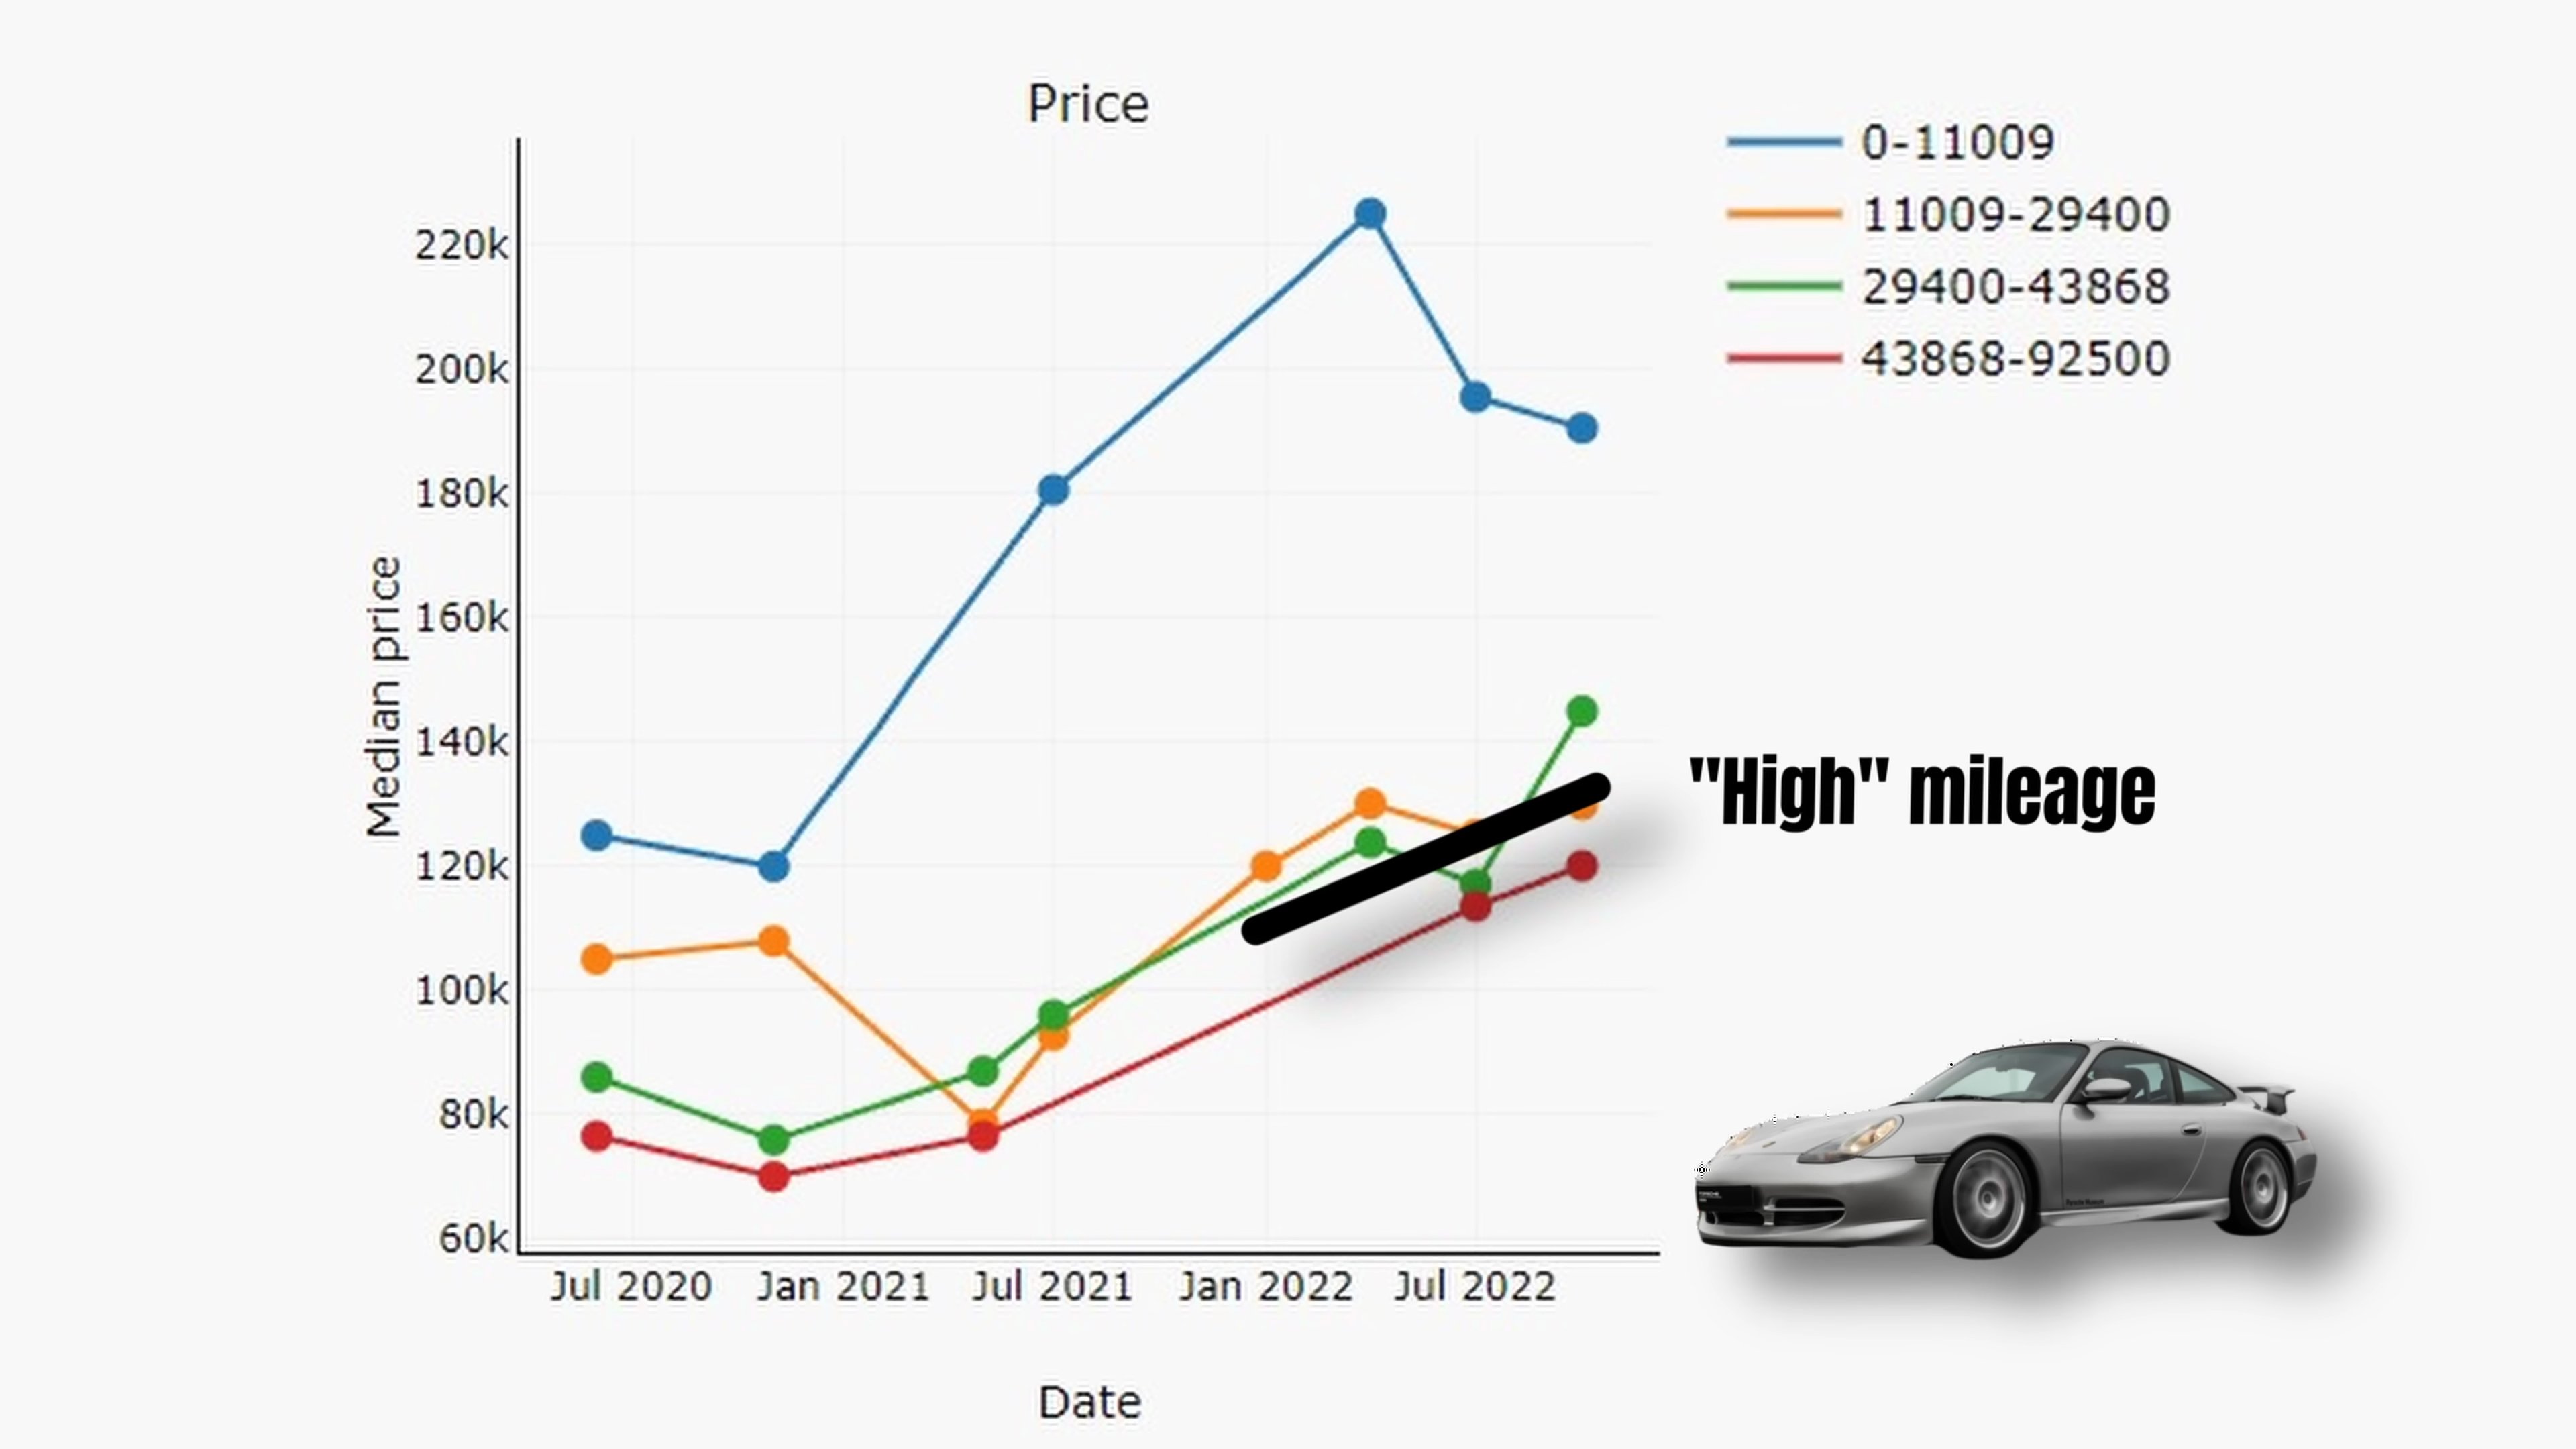 Price
0-11009
11009-29400
29400-43868
43868-92500
Median price
220k
200k
180k
160k
140k
120k
100k
80k
60k
"High" mileage
Jul 2020
Jan 2021
Jul 2021
Jan 2022
Jul 2022
Date